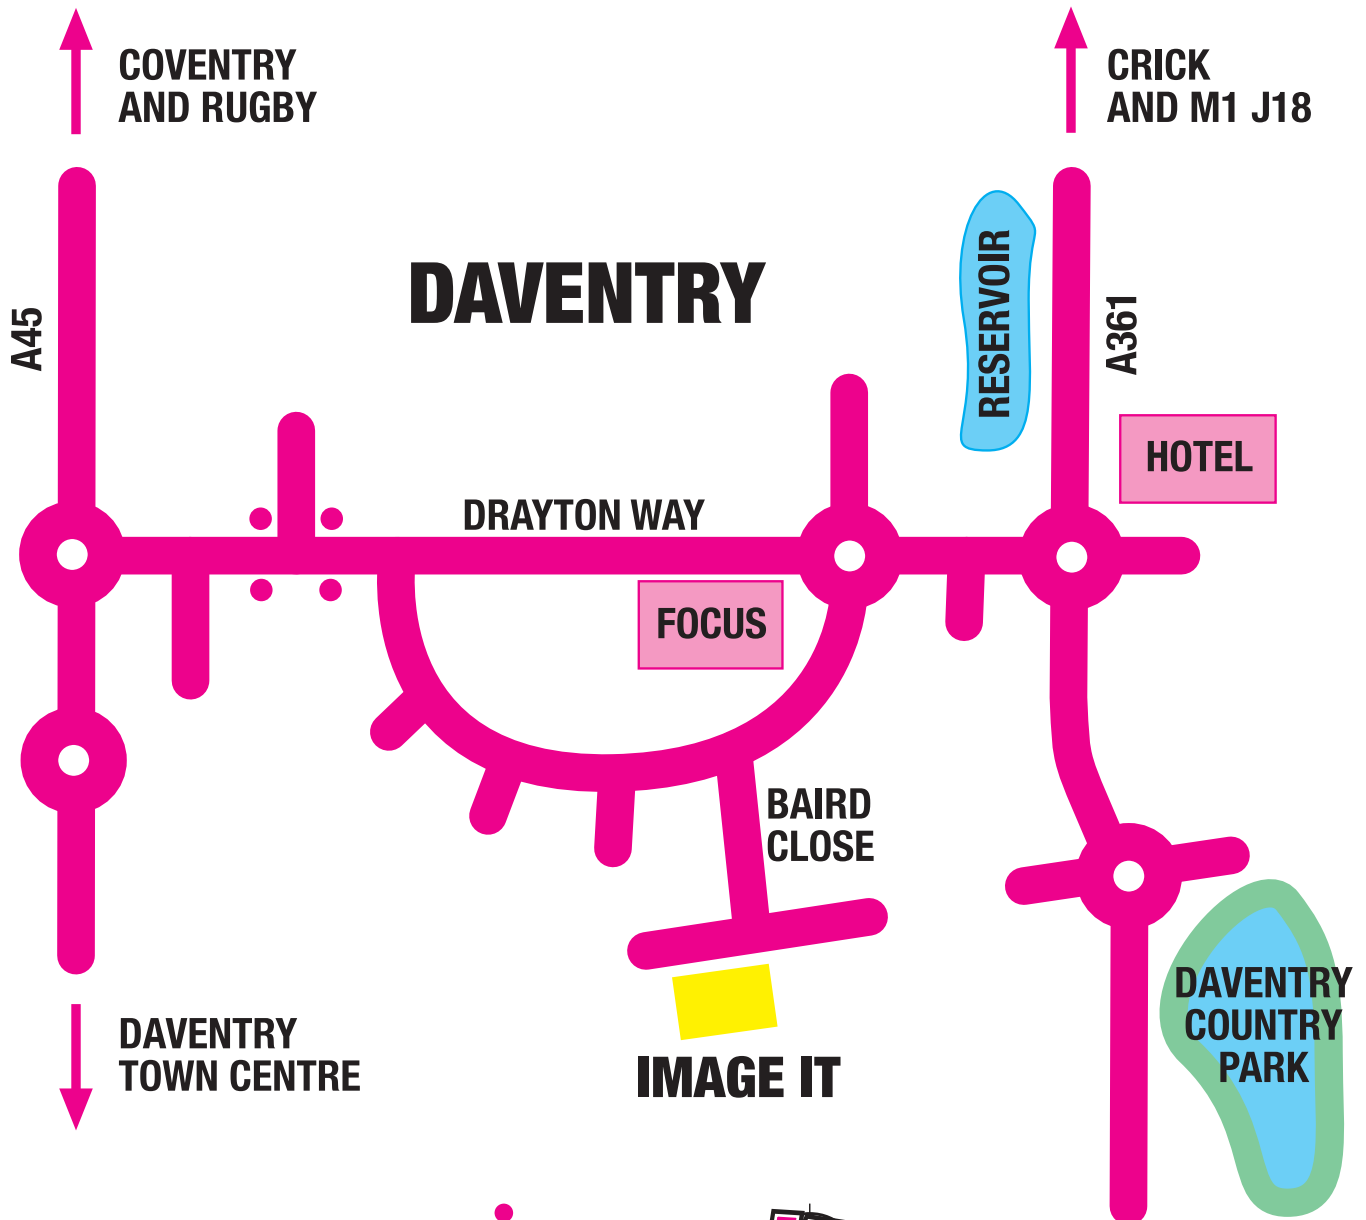 COVENTRY
AND RUGBY
CRICK
AND M1 J18
A45
DAVENTRY
RESERVOIR
A361
HOTEL
DRAYTON WAY
FOCUS
BAIRD
CLOSE
DAVENTRY
COUNTRY
PARK
DAVENTRY
TOWN CENTRE
IMAGE IT